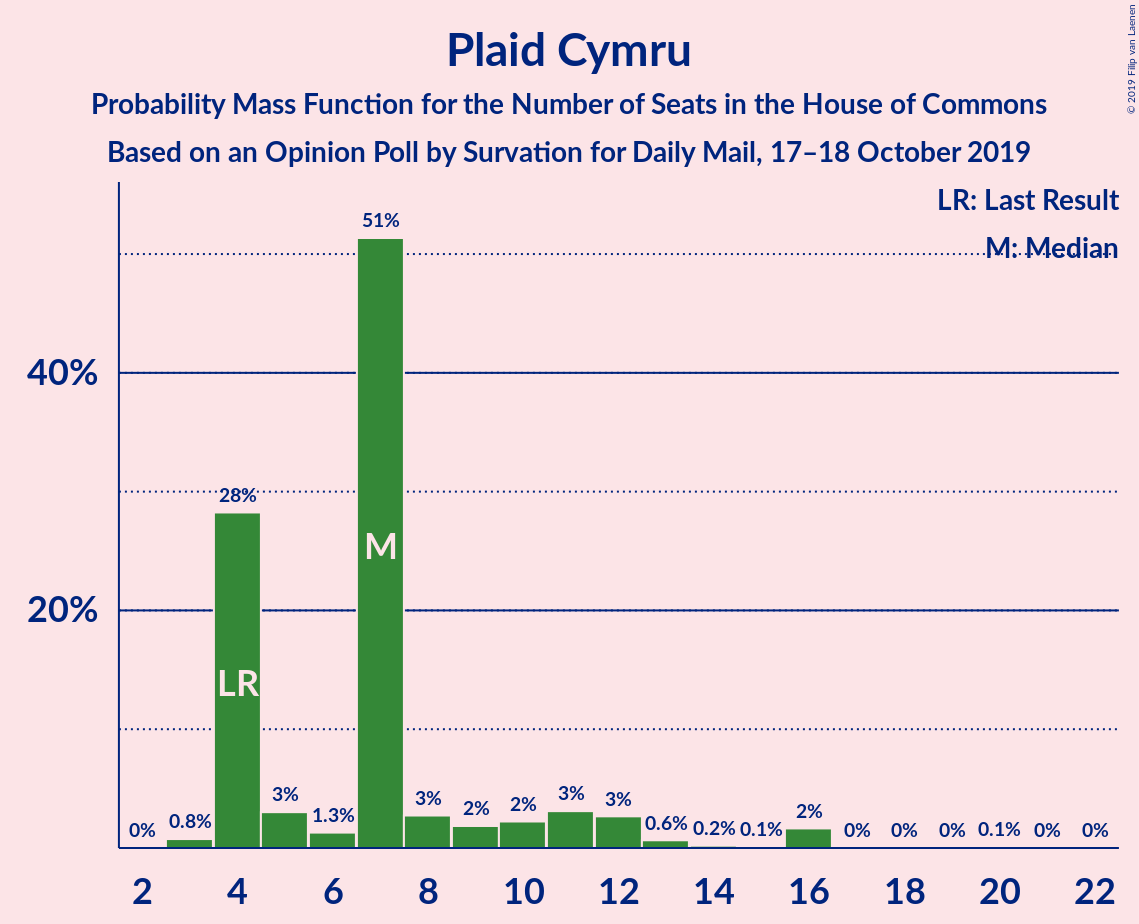 Plaid Cymru
Probability Mass Function for the Number of Seats in the House of Commons
Based on an Opinion Poll by Survation for Daily Mail, 17–18 October 2019
© 2019 Filip van Laenen
LR: Last Result
M: Median
51%
40%
28%
M
20%
LR
0% 0.8% 3% 1.3% 3% 2% 2% 3% 3% 0.6% 0.2% 0.1% 2% 0% 0% 0% 0.1% 0% 0%
2 4 6 8 10 12 14 16 18 20 22